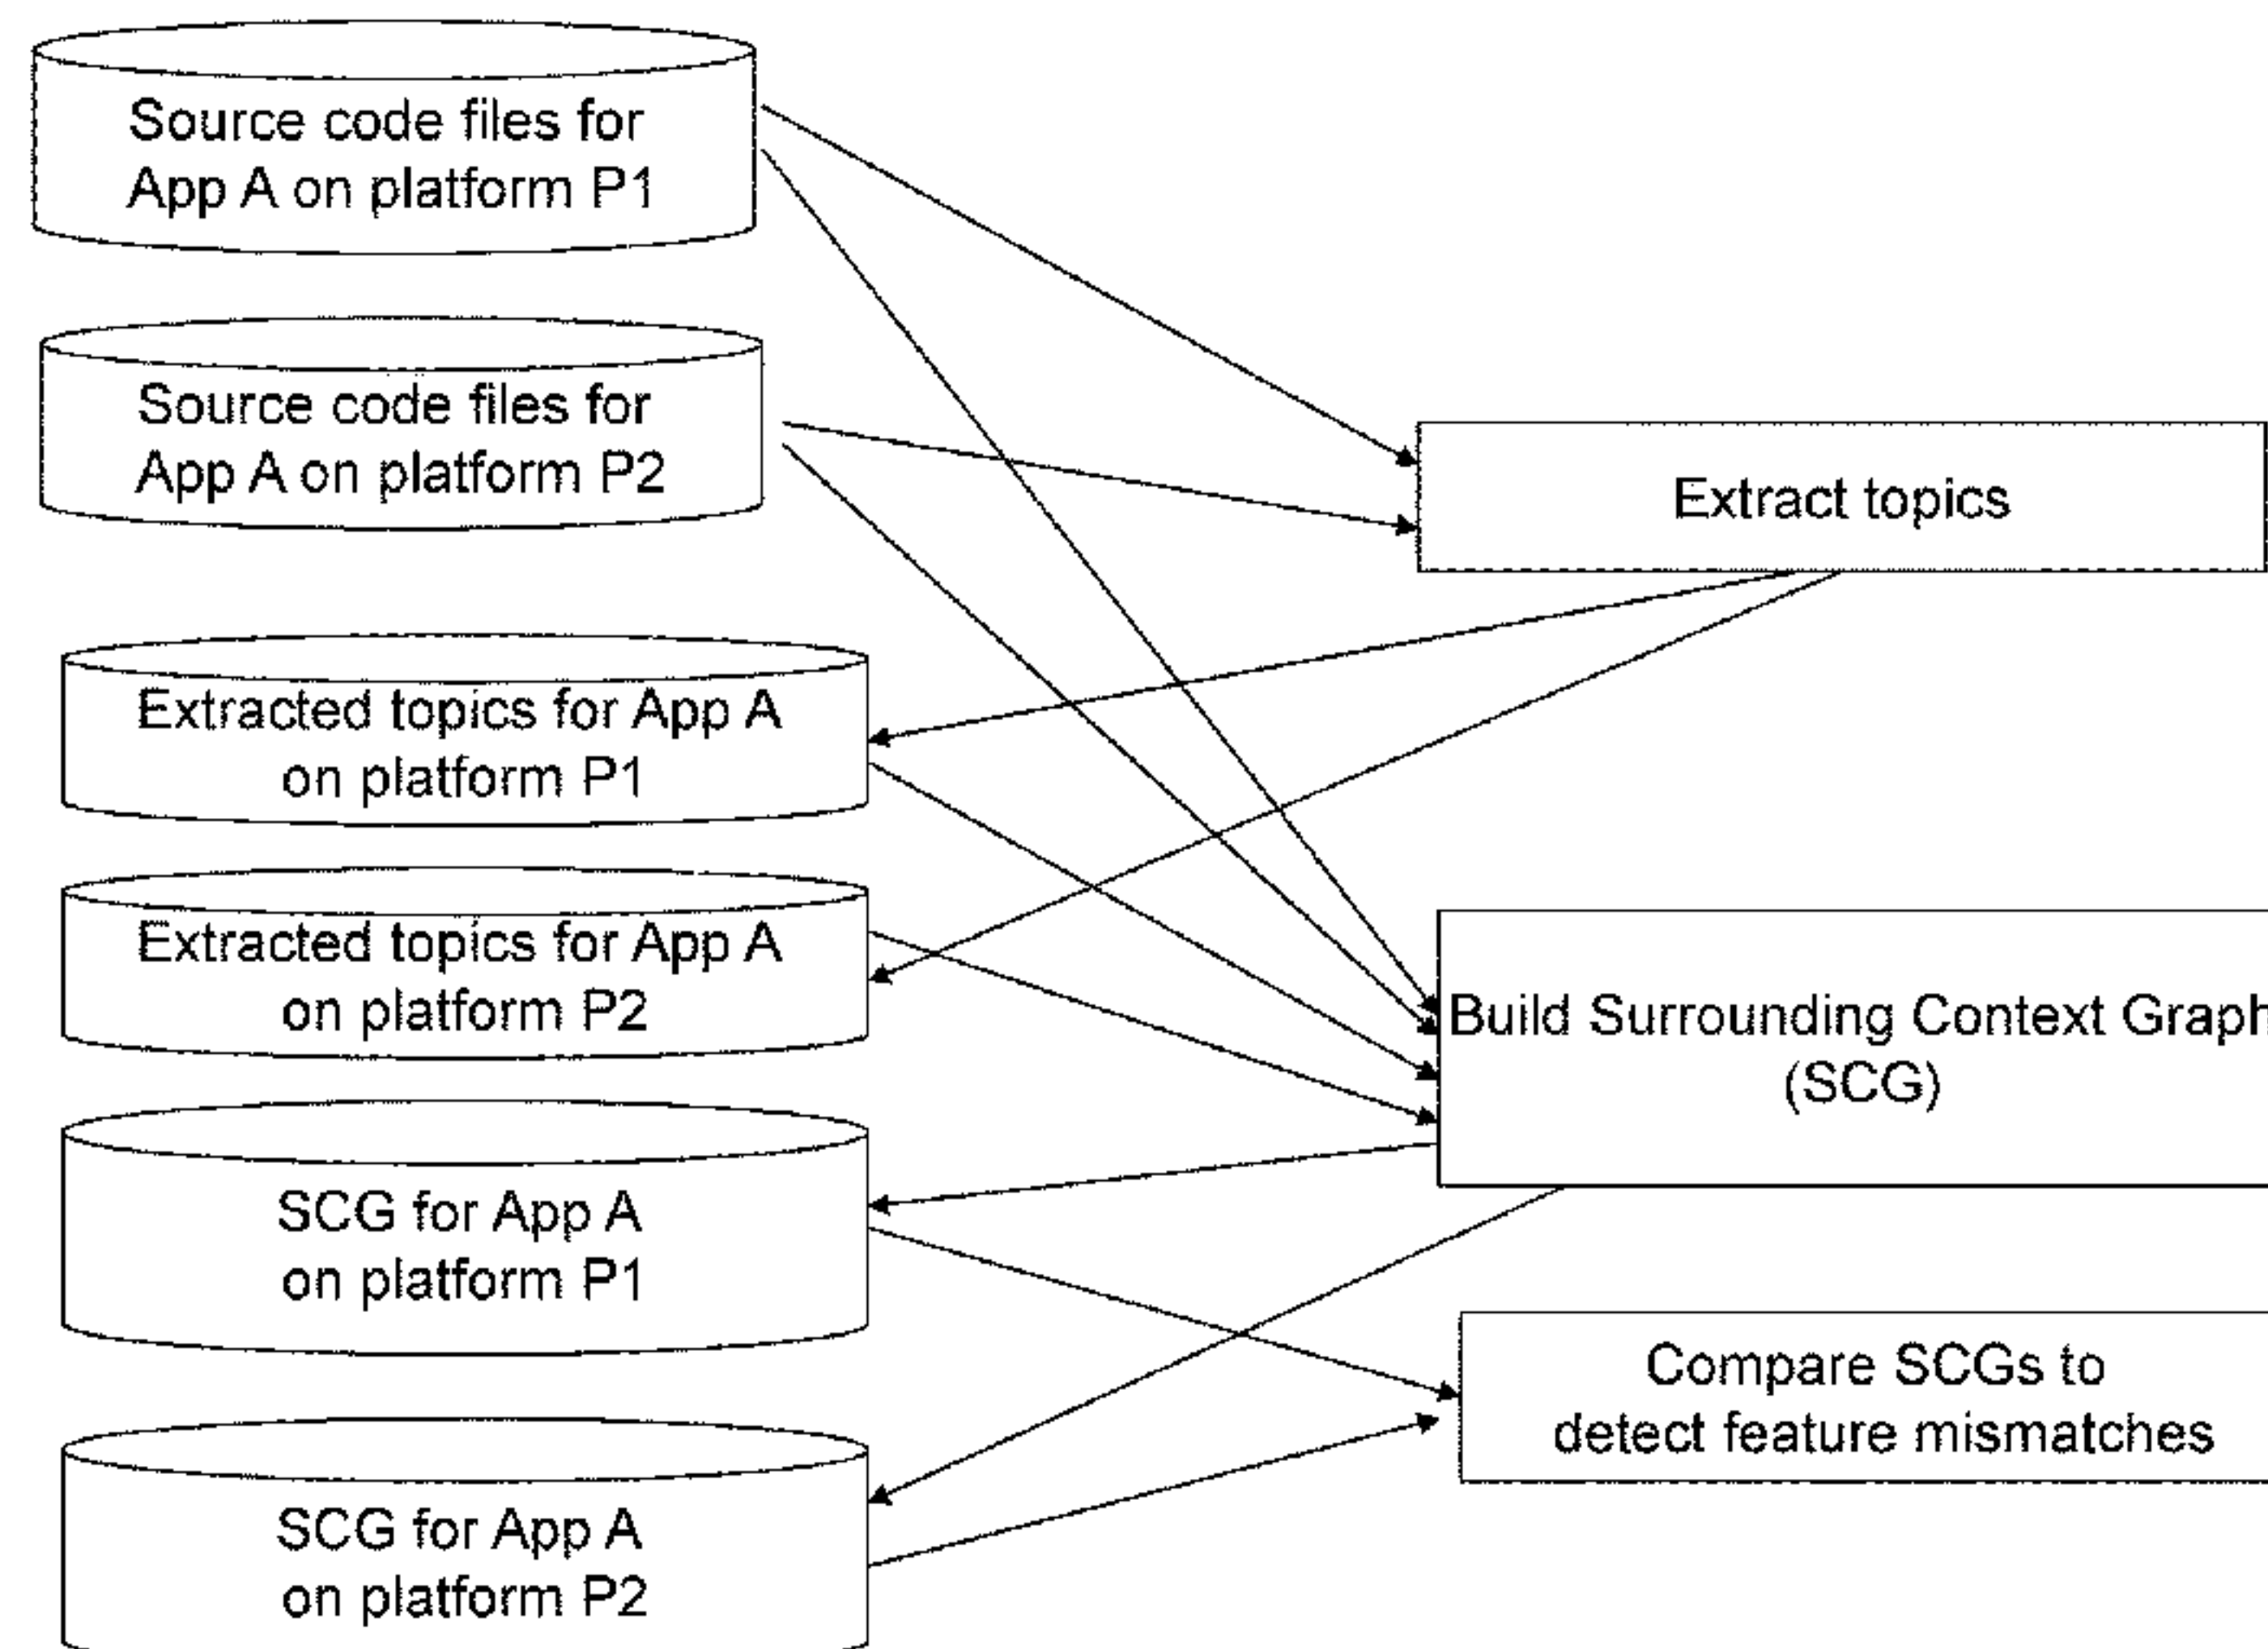 Source code files for
App A on platform P1
Source code files for
App A on platform P2
Extract topics
Extracted topics for App A
on platform P1
Extracted topics for App A
on platform P2
Build Surrounding Context Graph
(SCG)
SCG for App A
on platform P1
Compare SCGs to
detect feature mismatches
SCG for App A
on platform P2